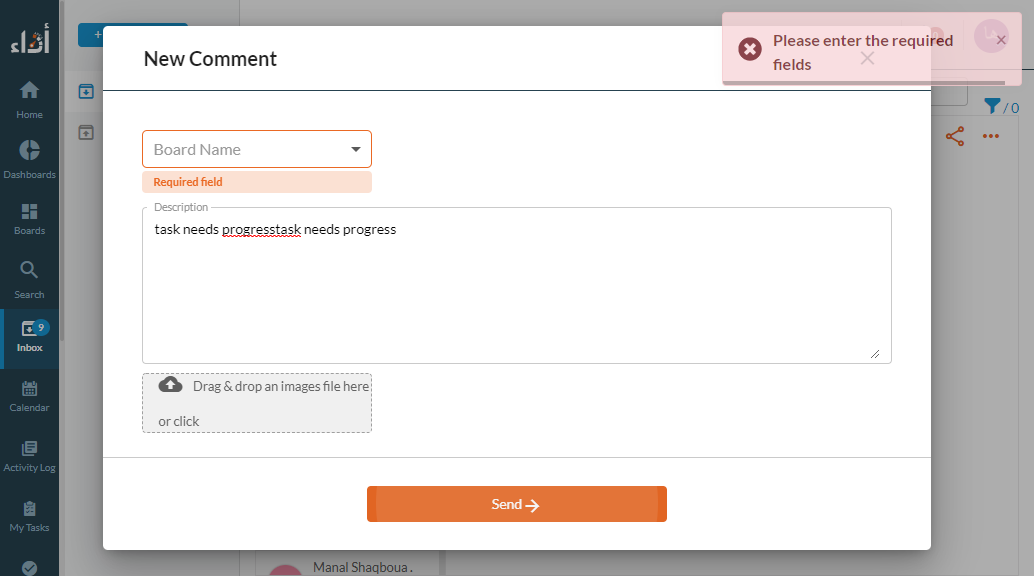 أداء
Home
Dashboards
Boards
Search
9
Inbox
Calendar
Activity Log
My Tasks
+
New Comment
Please enter the required
fields
/ 0
Board Name
Required field
Description
task needs progresstask needs progress
Drag & drop an images file here
or click
Send
Manal Shaqboua .